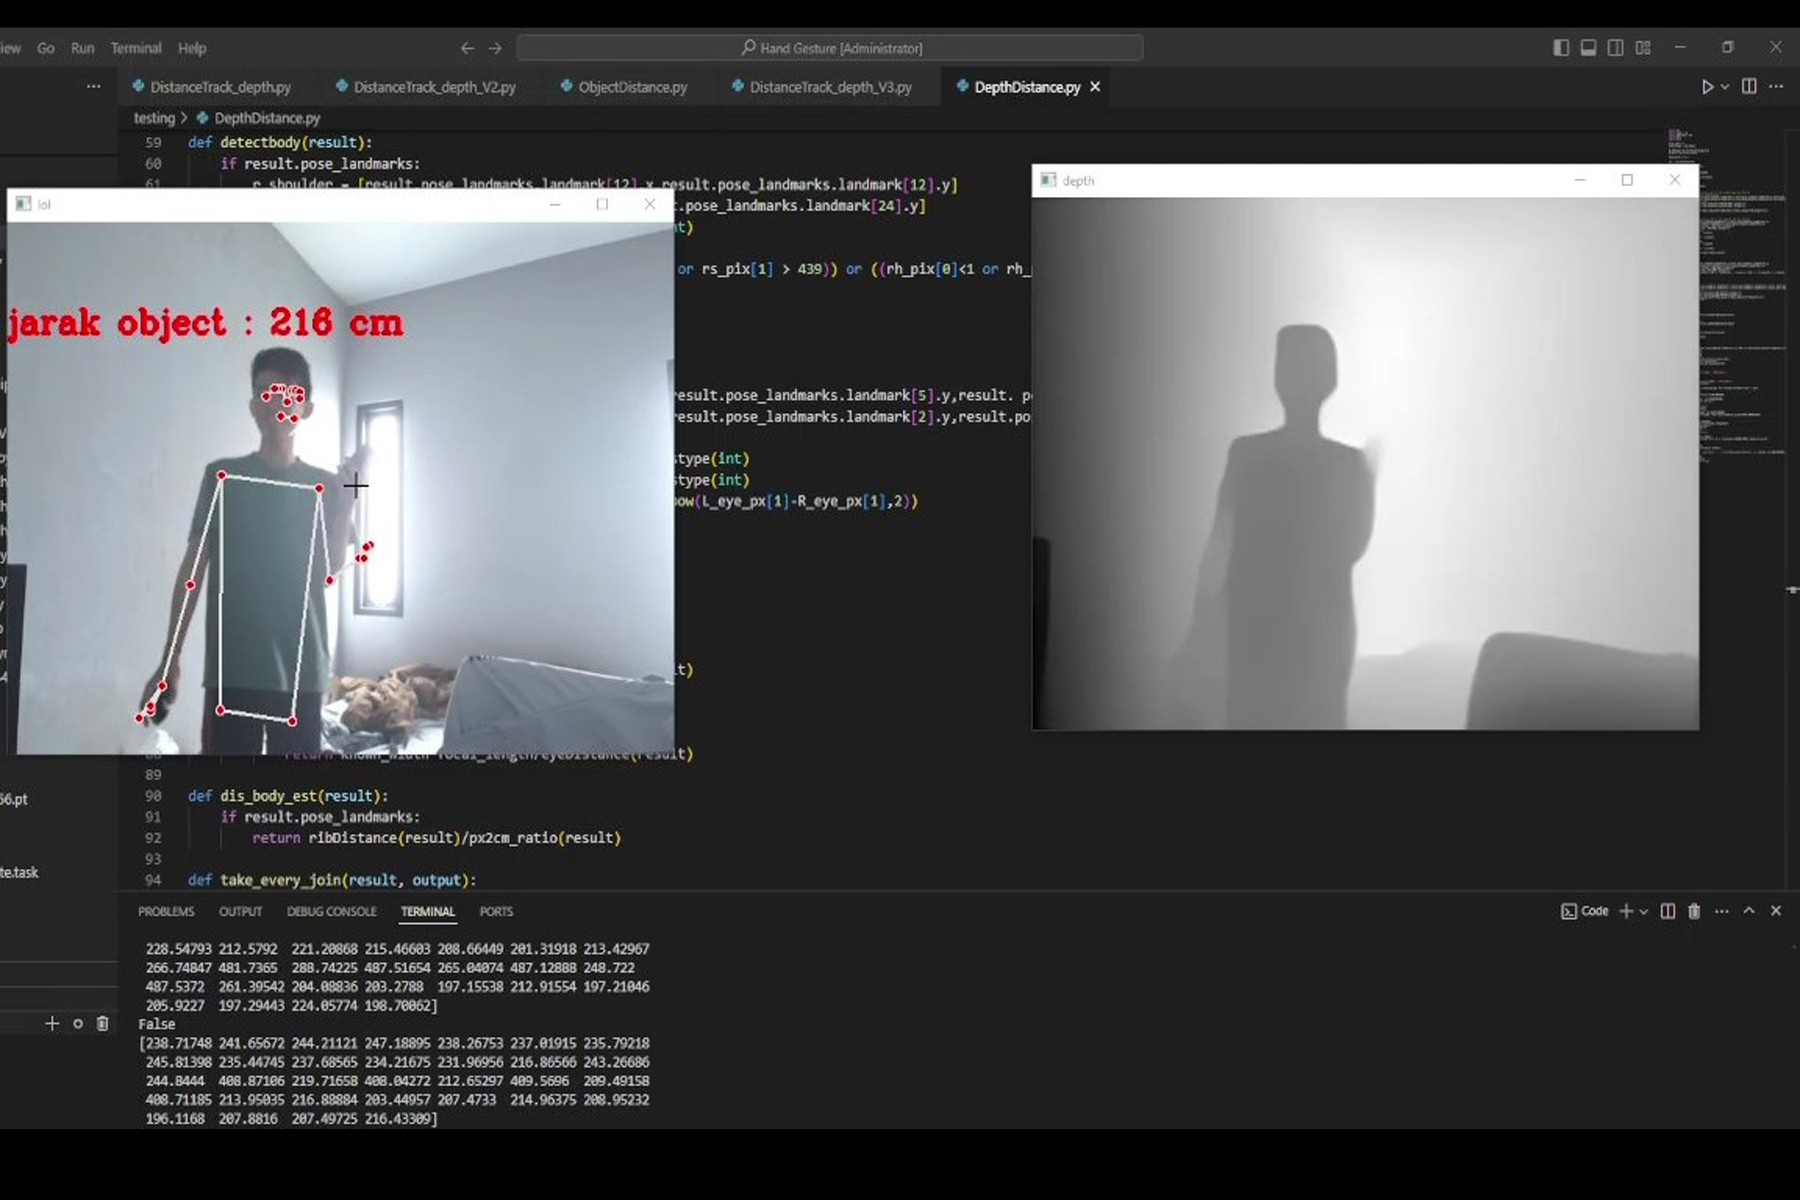 Go Run Terminal Help
Hand Gesture [Administrator]
DistanceTrack_depth.py DistanceTrack_depth_V2.py ObjectDistance.py DistanceTrack_depth_V3.py DepthDistance.py
testing > DepthDistance.py
59 def detectbody(result):
60 if result.pose_landmarks:
61 r_shoulder = [result.pose_landmarks.landmark[12].x,result.pose_landmarks.landmark[12].y]
.pose_landmarks.landmark[24].y]
nt)
or rs_pix[1] > 439)) or ((rh_pix[0]<1 or rh_
result.pose_landmarks.landmark[5].y,result.
result.pose_landmarks.landmark[2].y,result.po
stype(int)
stype(int)
pow(L_eye_px[1]-R_eye_px[1],2))
lt)
lol
jarak object : 216 cm
depth
89
90 def dis_body_est(result):
91 if result.pose_landmarks:
92 return ribDistance(result)/px2cm_ratio(result)
93
94 def take_every_join(result, output):
56.pt
te.task
PROBLEMS OUTPUT DEBUG CONSOLE TERMINAL PORTS
Code
228.54793 212.5792 221.20868 215.46603 208.66449 201.31918 213.42967
266.74847 481.7365 288.74225 487.51654 265.04074 487.12888 248.722
487.5372 261.39542 204.08836 203.2788 197.15538 212.91554 197.21046
205.9227 197.29443 224.05774 198.70062]
False
[238.71748 241.65672 244.21121 247.18895 238.26753 237.01915 235.79218
245.81398 235.44745 237.68565 234.21675 231.96956 216.86566 243.26686
244.8444 408.87106 219.71658 408.04272 212.65297 409.5696 209.49158
408.71185 213.95035 216.88884 203.44957 207.4733 214.96375 208.95232
196.1168 207.8816 207.49725 216.43309]